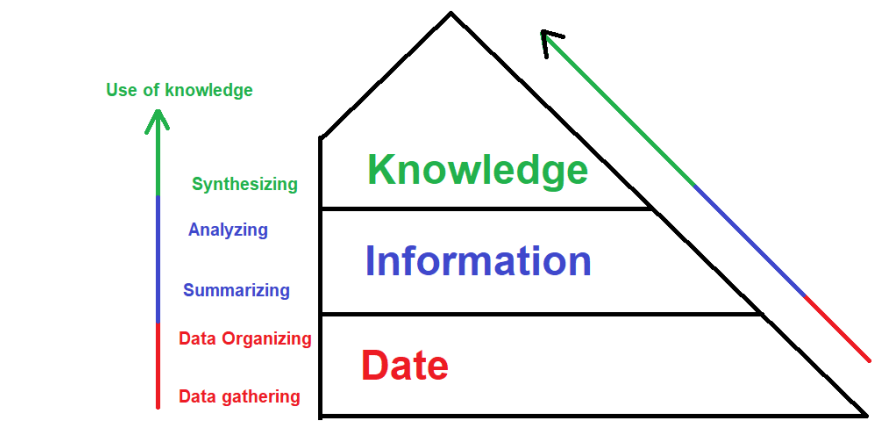 Use of knowledge
Synthesizing
Knowledge
Analyzing
Information
Summarizing
Data Organizing
Date
Data gathering